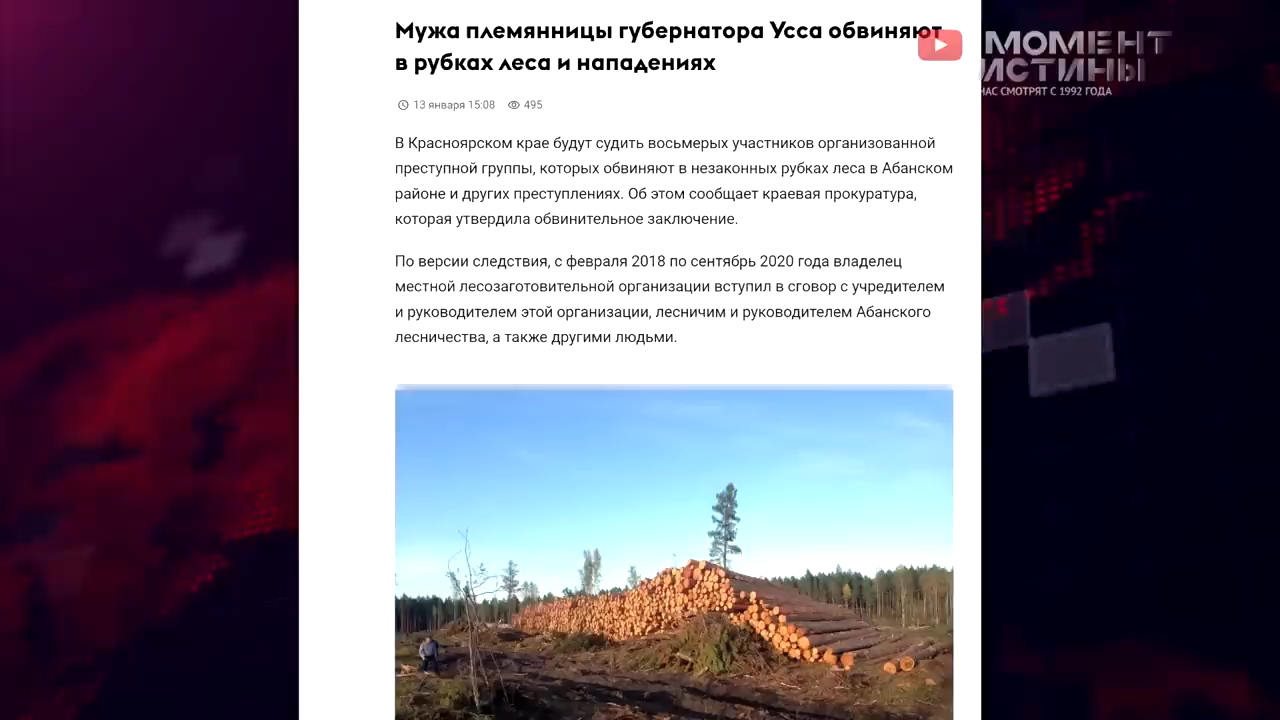 Мужа племянницы губернатора Усса обвиняют
в рубках леса и нападениях
МОМЕНТ
ИСТИНЫ
НАС СМОТРЯТ С 1992 ГОДА
13 января 15:08 495
В Красноярском крае будут судить восьмерых участников организованной
преступной группы, которых обвиняют в незаконных рубках леса в Абанском
районе и других преступлениях. Об этом сообщает краевая прокуратура,
которая утвердила обвинительное заключение.
По версии следствия, с февраля 2018 по сентябрь 2020 года владелец
местной лесозаготовительной организации вступил в сговор с учредителем
и руководителем этой организации, лесничим и руководителем Абанского
лесничества, а также другими людьми.